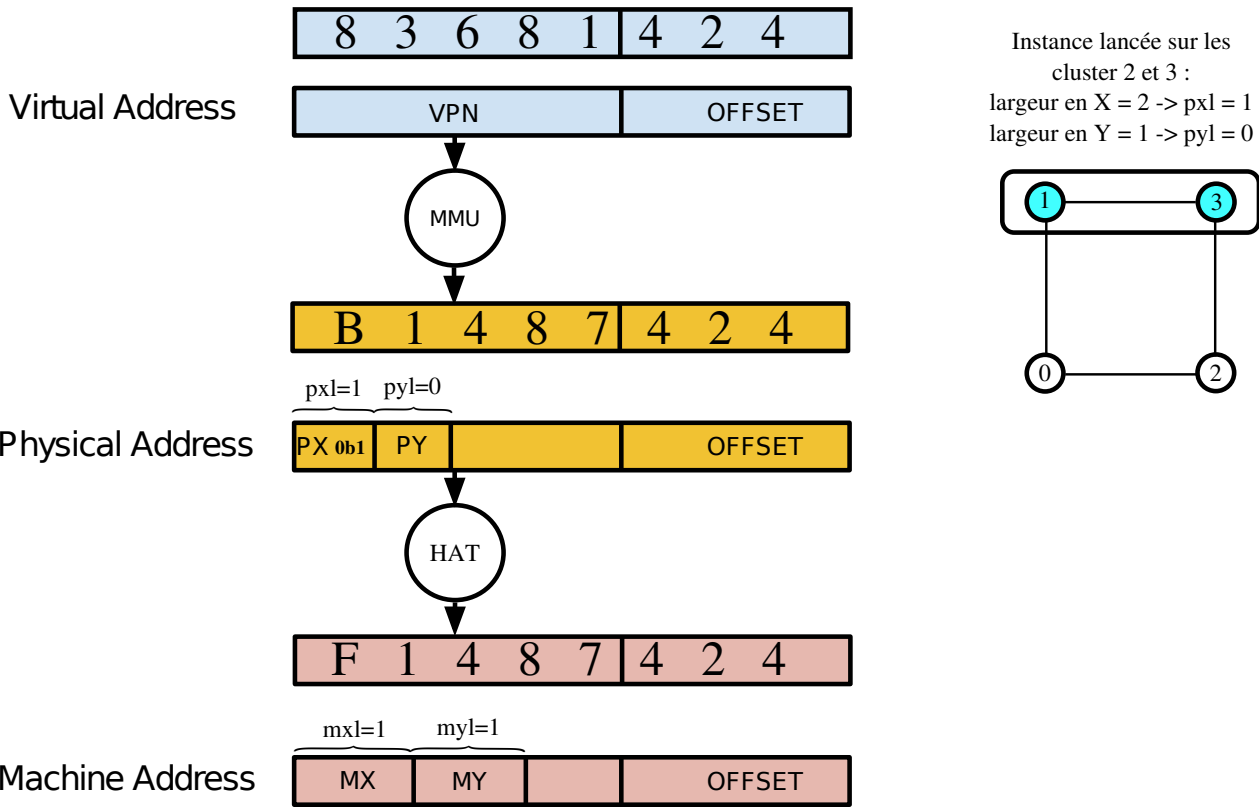 8 3 6 8 1 4 2 4
Instance lancée sur les
cluster 2 et 3 :
largeur en X = 2 -> pxl = 1
largeur en Y = 1 -> pyl = 0
Virtual Address
VPN OFFSET
1 3
MMU
B 1 4 8 7 4 2 4
0 2
pxl=1 pyl=0
Physical Address
PX 0b1 PY OFFSET
HAT
F 1 4 8 7 4 2 4
mxl=1 myl=1
Machine Address
MX MY OFFSET